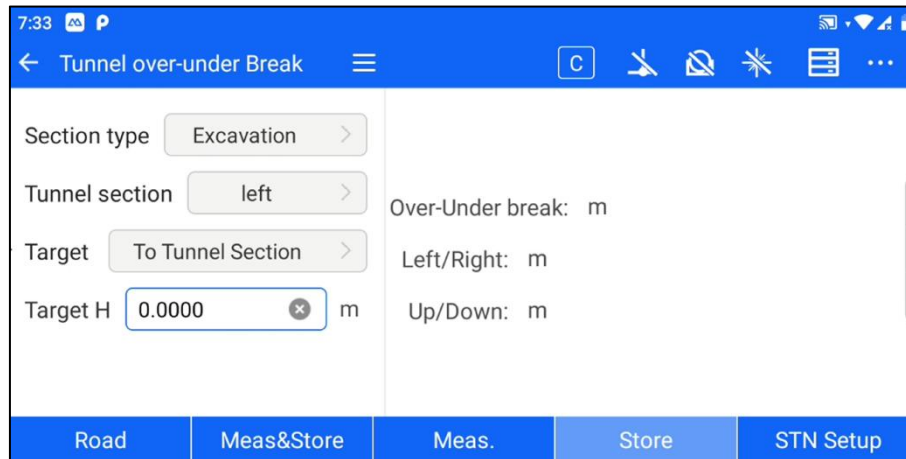 7:33
Tunnel over-under Break
C
Section type Excavation
Tunnel section left
Target To Tunnel Section
Target H 0.0000 m
Over-Under break: m
Left/Right: m
Up/Down: m
Road Meas&Store Meas. Store STN Setup